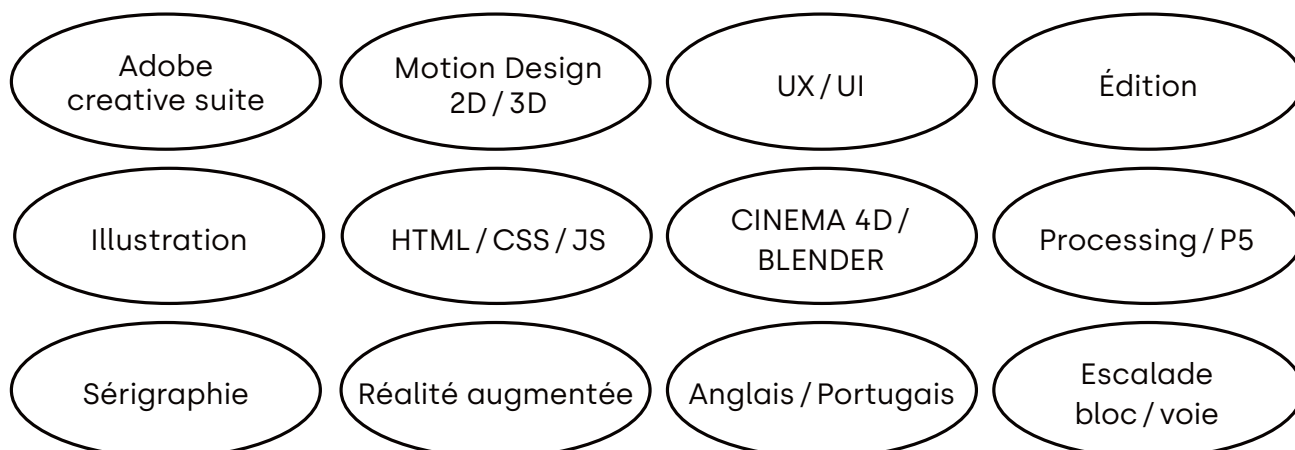 Adobe
creative suite
Motion Design
2D / 3D
UX / UI
Édition
Illustration
HTML / CSS / JS
CINEMA 4D /
BLENDER
Processing / P5
Sérigraphie
Réalité augmentée
Anglais / Portugais
Escalade
bloc / voie